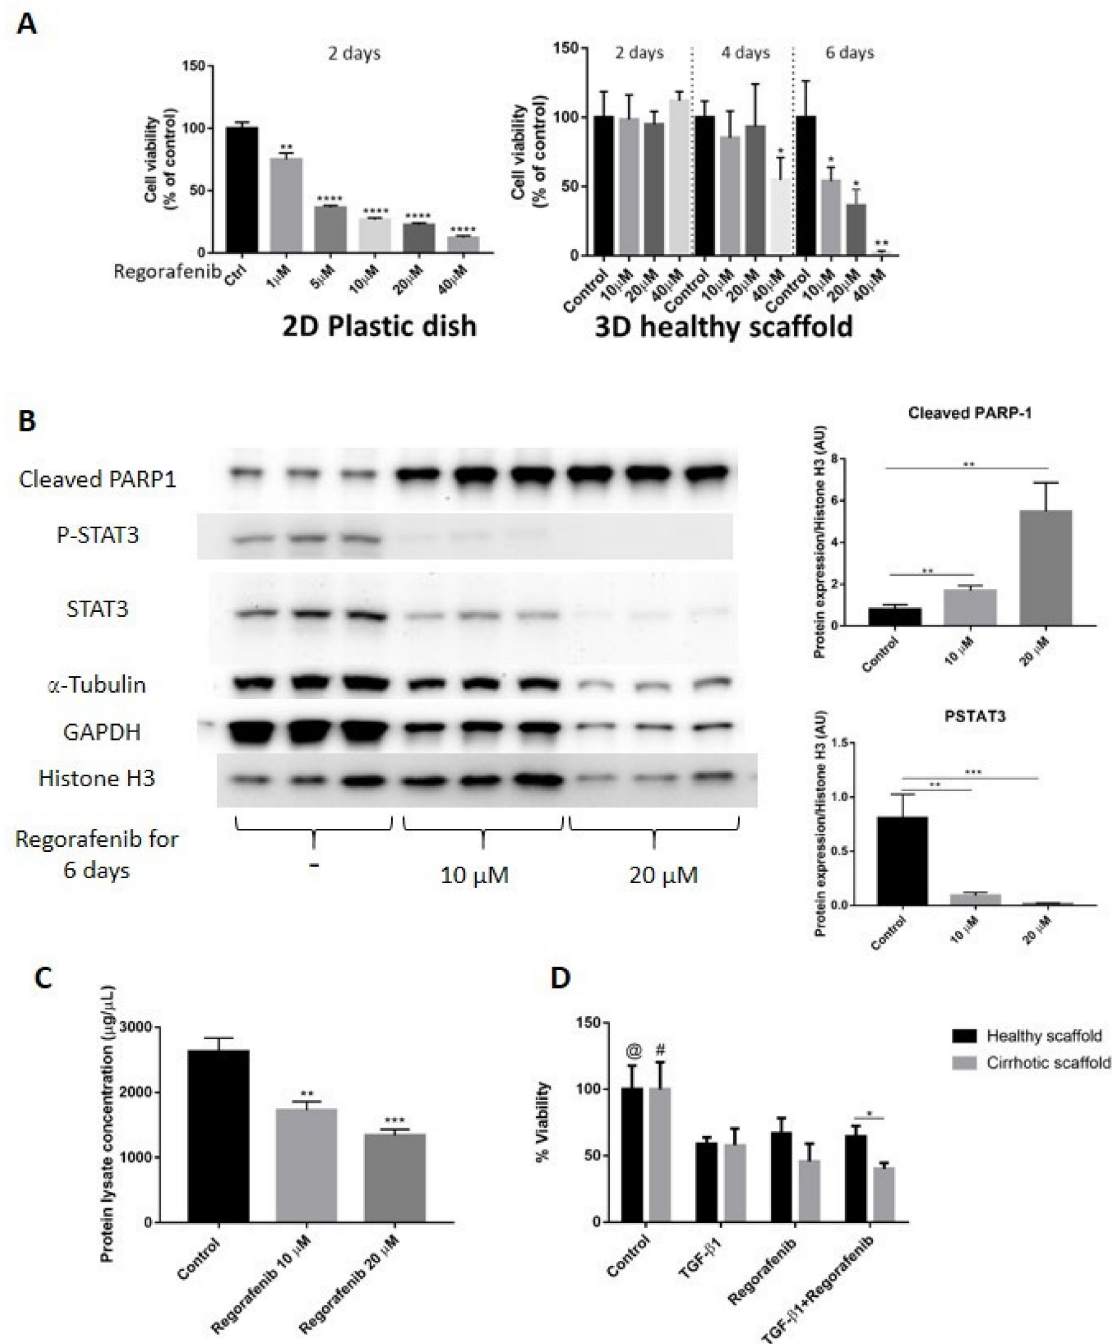 A
2 days
150
100
50
0
Cell viability
(% of control)
**
****
****
****
****
Regorafenib
Ctrl
1μM
5μM
10μM
20μM
40μM
2D Plastic dish
2 days
4 days
6 days
150
100
50
0
Cell viability
(% of control)
*
*
*
**
Control
10μM
20μM
40μM
Control
10μM
20μM
40μM
Control
10μM
20μM
40μM
3D healthy scaffold
B
Cleaved PARP1
P-STAT3
STAT3
α-Tubulin
GAPDH
Histone H3
Regorafenib for
6 days
-
10 μM
20 μM
Cleaved PARP-1
Protein expression/Histone H3 (AU)
8
6
4
2
0
**
**
Control
10 μM
20 μM
PSTAT3
Protein expression/Histone H3 (AU)
1.5
1.0
0.5
0.0
***
**
Control
10 μM
20 μM
C
Protein lysate concentration (μg/μL)
3000
2000
1000
0
**
***
Control
Regorafenib 10 μM
Regorafenib 20 μM
D
% Viability
150
100
50
0
@
#
*
Control
TGF-β1
Regorafenib
TGF-β1+Regorafenib
Healthy scaffold
Cirrhotic scaffold